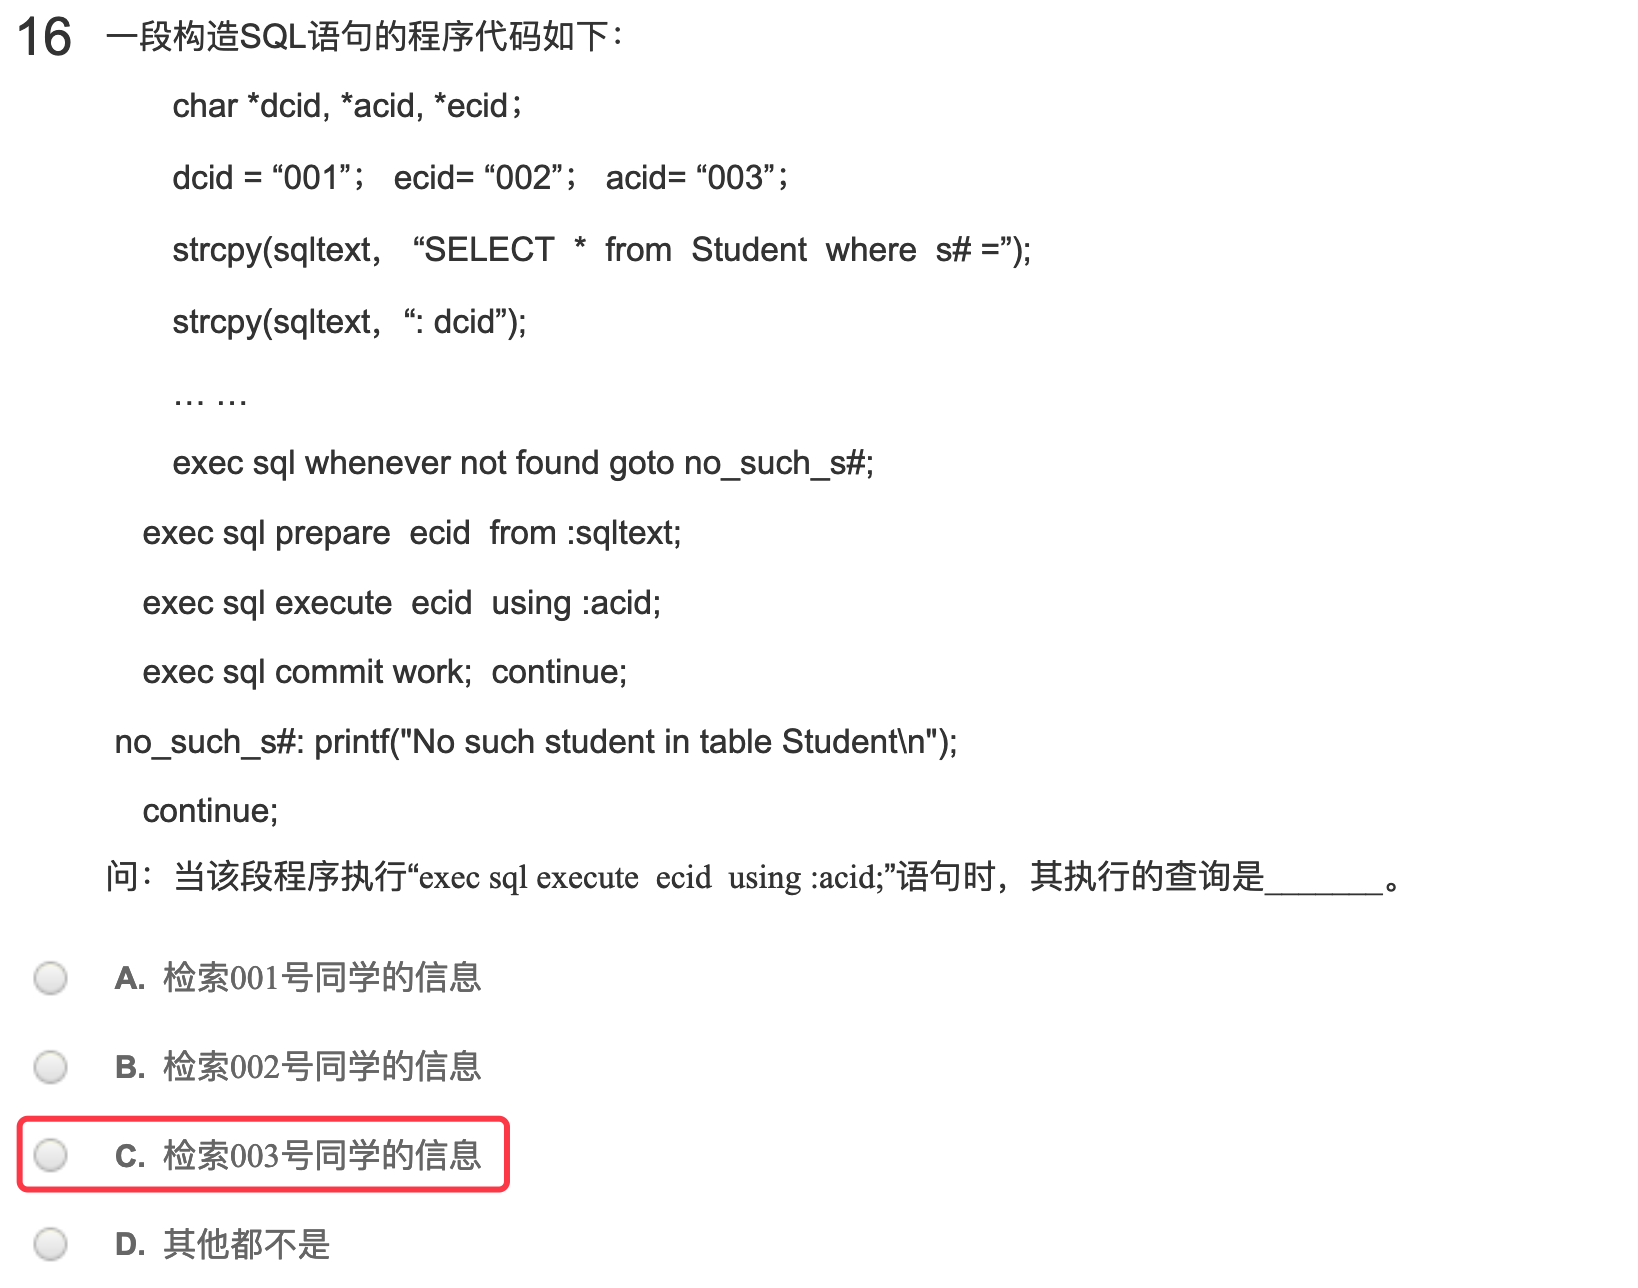 16 一段构造SQL语句的程序代码如下：
char *dcid, *acid, *ecid；
dcid = “001”； ecid= “002”； acid= “003”；
strcpy(sqltext， “SELECT * from Student where s# =”);
strcpy(sqltext，“: dcid”);
… …
exec sql whenever not found goto no_such_s#;
exec sql prepare ecid from :sqltext;
exec sql execute ecid using :acid;
exec sql commit work; continue;
no_such_s#: printf("No such student in table Student\n");
continue;
问：当该段程序执行“exec sql execute ecid using :acid;”语句时，其执行的查询是_______。
A. 检索001号同学的信息
B. 检索002号同学的信息
C. 检索003号同学的信息
D. 其他都不是